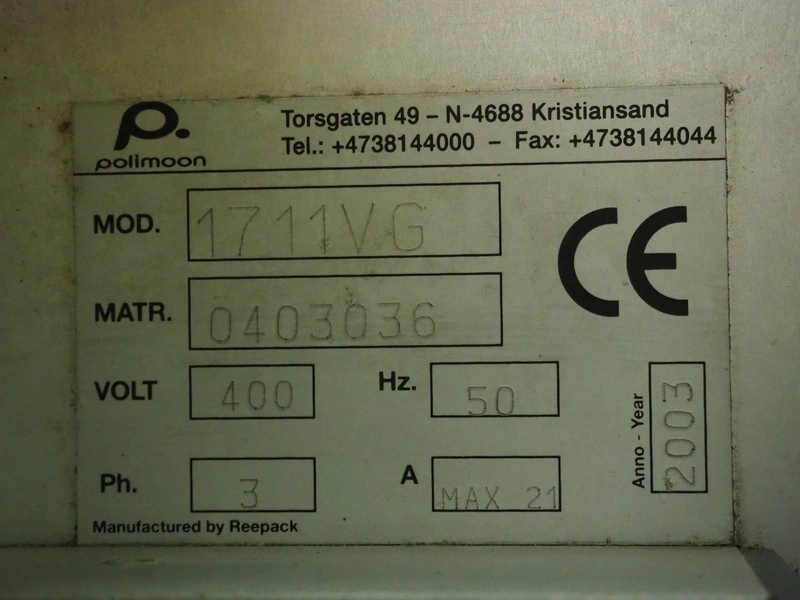 polimoon
Torsgaten 49 – N-4688 Kristiansand
Tel.: +4738144000 – Fax: +4738144044
MOD. 1711VG
CE
MATR. 0403036
VOLT 400 Hz. 50
Anno - Year 2003
Ph. 3 A MAX 21
Manufactured by Reepack